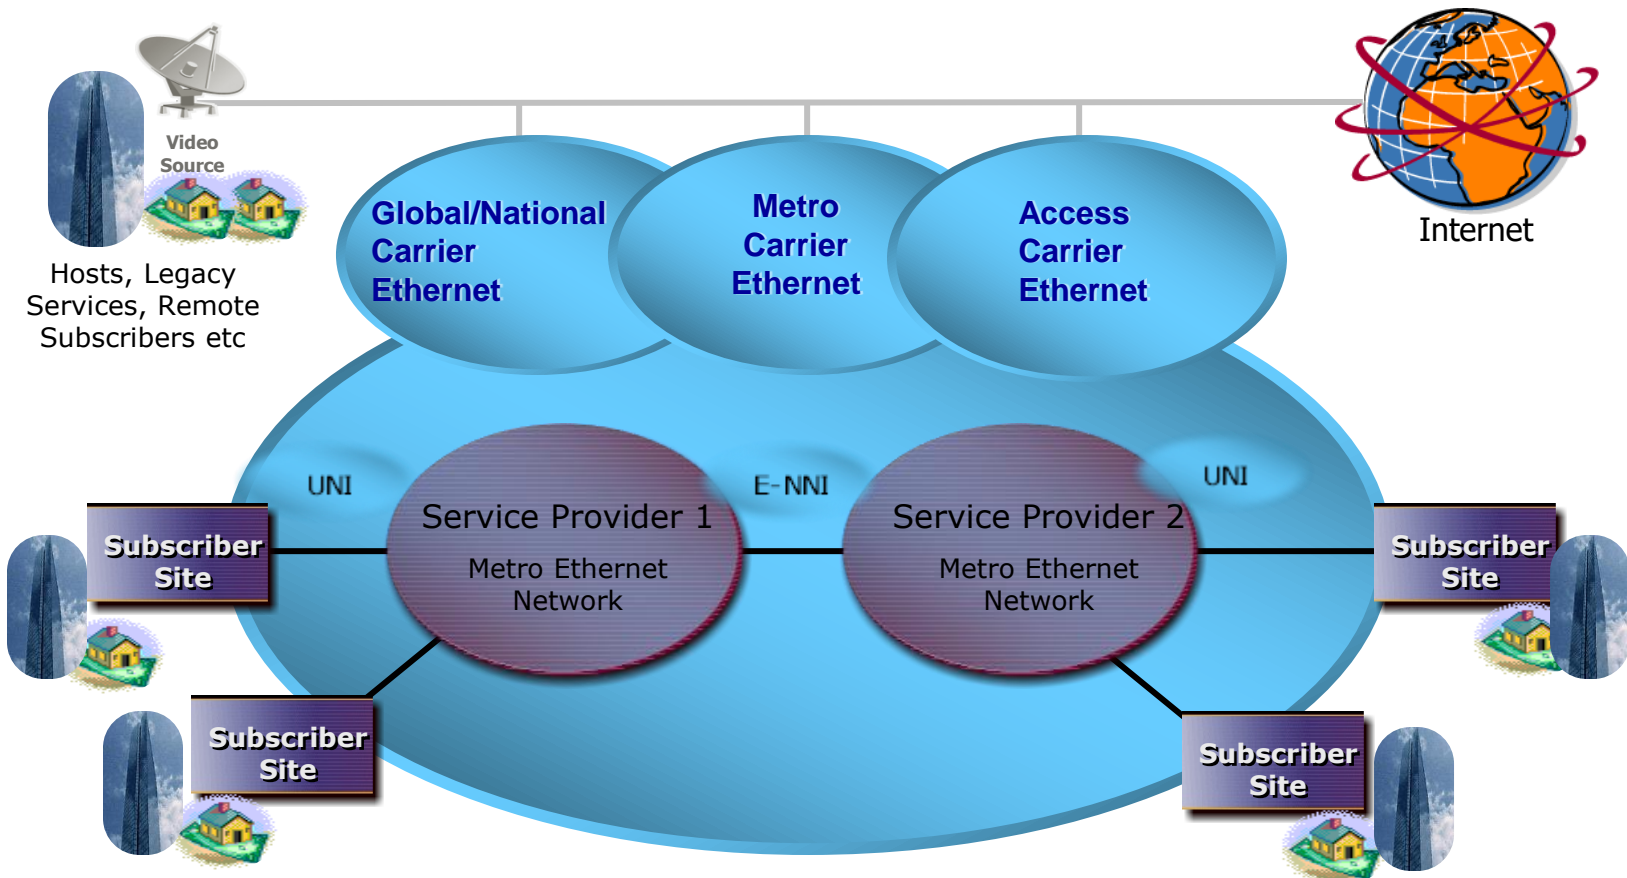 Video
Source
Hosts, Legacy
Services, Remote
Subscribers etc
Global/National
Carrier
Ethernet
Metro
Carrier
Ethernet
Access
Carrier
Ethernet
Internet
UNI
E-NNI
UNI
Service Provider 1
Metro Ethernet
Network
Service Provider 2
Metro Ethernet
Network
Subscriber
Site
Subscriber
Site
Subscriber
Site
Subscriber
Site